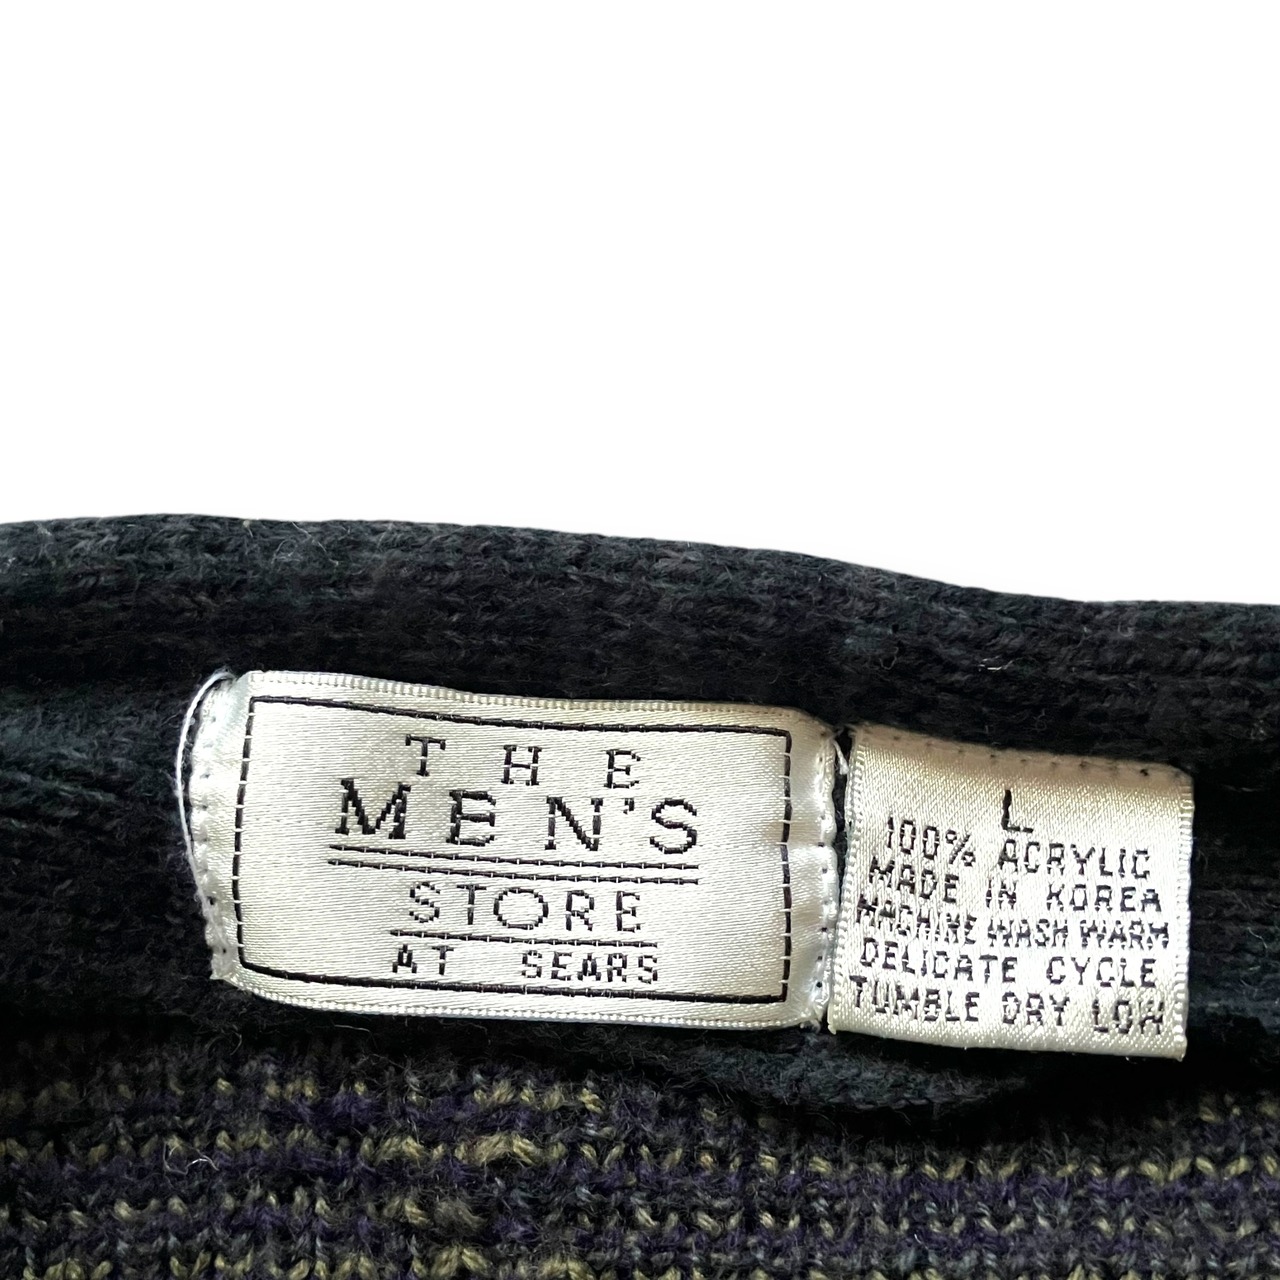 THE
MEN'S
STORE
AT SEARS
L
100% ACRYLIC
MADE IN KOREA
MACHINE WASH WARM
DELICATE CYCLE
TUMBLE DRY LOW